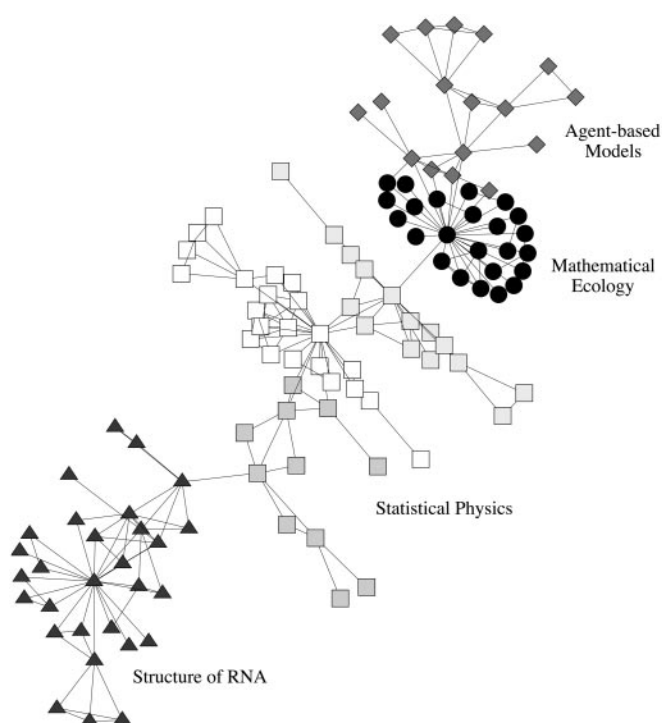 Agent-based
Models
Mathematical
Ecology
Statistical Physics
Structure of RNA